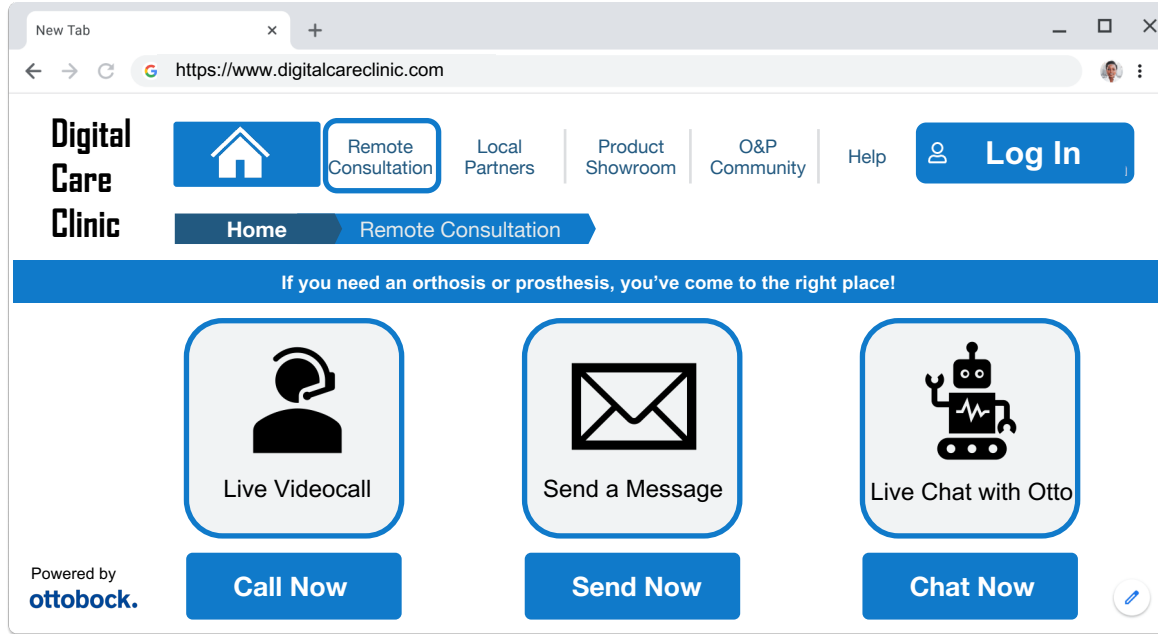 New Tab
https://www.digitalcareclinic.com
Digital
Care
Clinic
Remote
Consultation
Local
Partners
Product
Showroom
O&P
Community
Help
Log In
Home
Remote Consultation
If you need an orthosis or prosthesis, you’ve come to the right place!
Live Videocall
Send a Message
Live Chat with Otto
Call Now
Send Now
Chat Now
Powered by
ottobock.